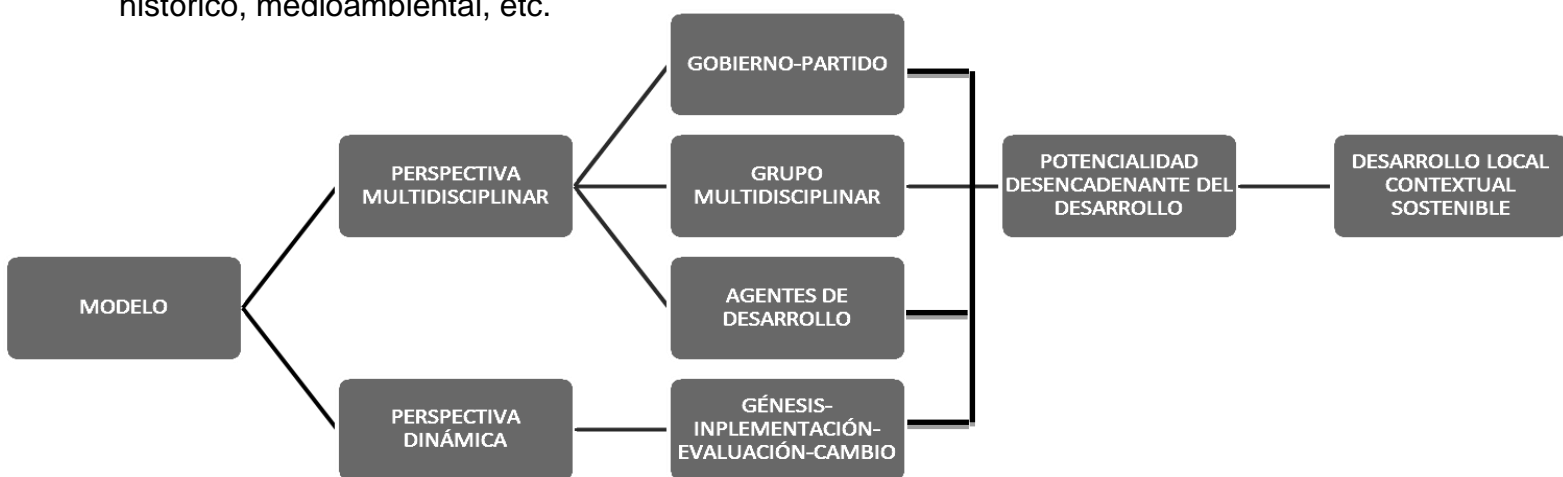 histórico, medioambiental, etc.
GOBIERNO-PARTIDO
PERSPECTIVA
MULTIDISCIPLINAR
GRUPO
MULTIDISCIPLINAR
POTENCIALIDAD
DESENCADENANTE DEL
DESARROLLO
DESARROLLO LOCAL
CONTEXTUAL
SOSTENIBLE
MODELO
AGENTES DE
DESARROLLO
PERSPECTIVA
DINÁMICA
GÉNESIS-
INPLEMENTACIÓN-
EVALUACIÓN-CAMBIO